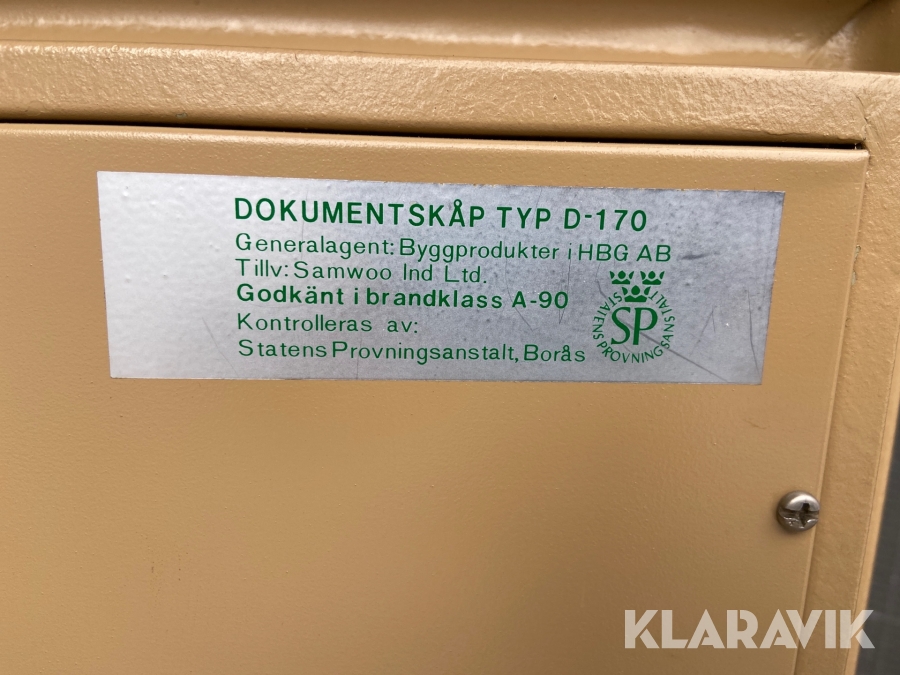 DOKUMENTSKÅP TYP D-170
Generalagent: Byggprodukter i HBG AB
Tillv: Samwoo Ind Ltd.
Godkänt i brandklass A-90
Kontrolleras av:
Statens Provningsanstalt, Borås
SP
STATENS PROVNINGSANSTALT
KLARAVIK